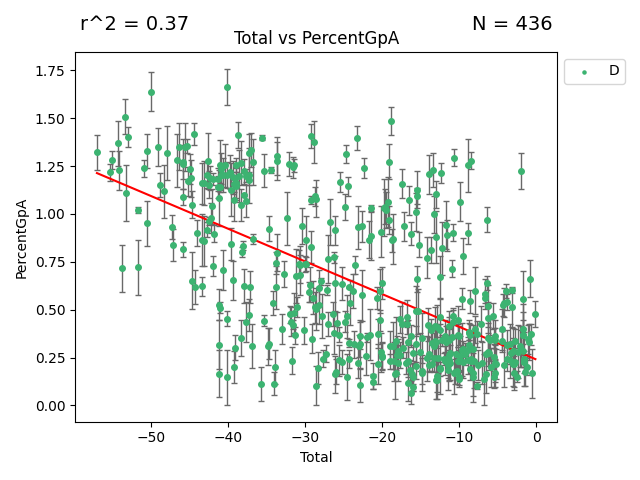 r^2 = 0.37
N = 436
Total vs PercentGpA
D
PercentGpA
1.75
1.50
1.25
1.00
0.75
0.50
0.25
0.00
−50
−40
−30
−20
−10
0
Total